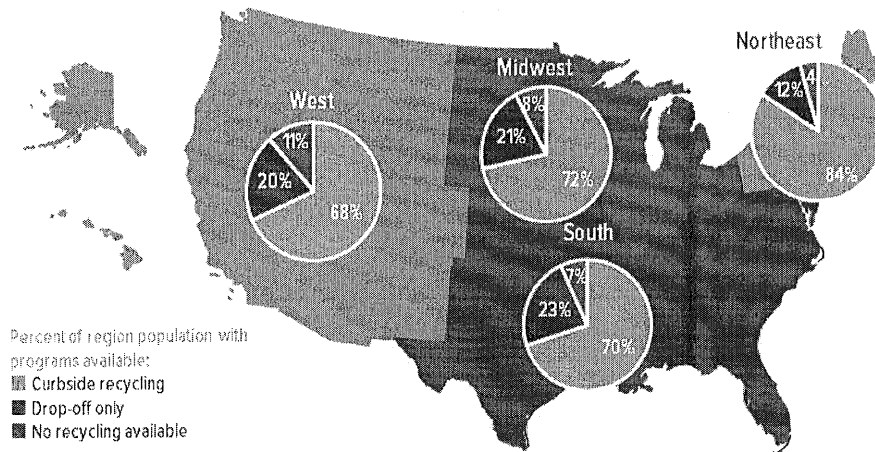 Northeast
4
12%
84%
Midwest
8%
21%
72%
West
11%
20%
68%
South
7%
23%
70%
Percent of region population with
programs available:
Curbside recycling
Drop-off only
No recycling available